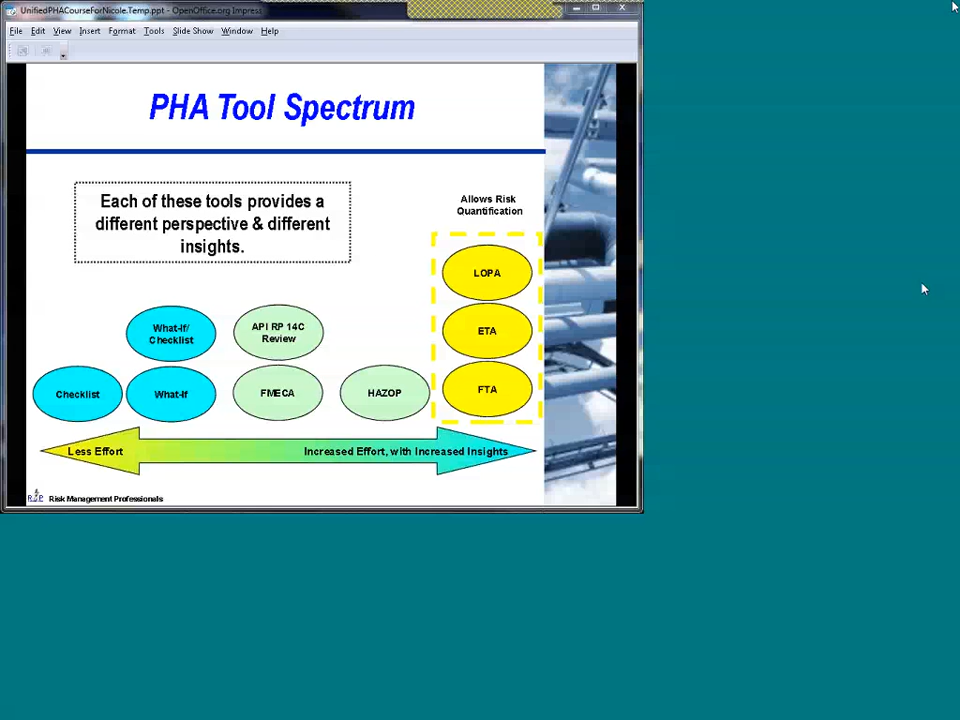 UnifiedPHACourseForNicole.Temp.ppt - OpenOffice.org Impress
File Edit View Insert Format Tools Slide Show Window Help
PHA Tool Spectrum
Each of these tools provides a
different perspective & different
insights.
Allows Risk
Quantification
LOPA
What-If/
Checklist
API RP 14C
Review
ETA
Checklist
What-If
FMECA
HAZOP
FTA
Less Effort
Increased Effort, with Increased Insights
Risk Management Professionals